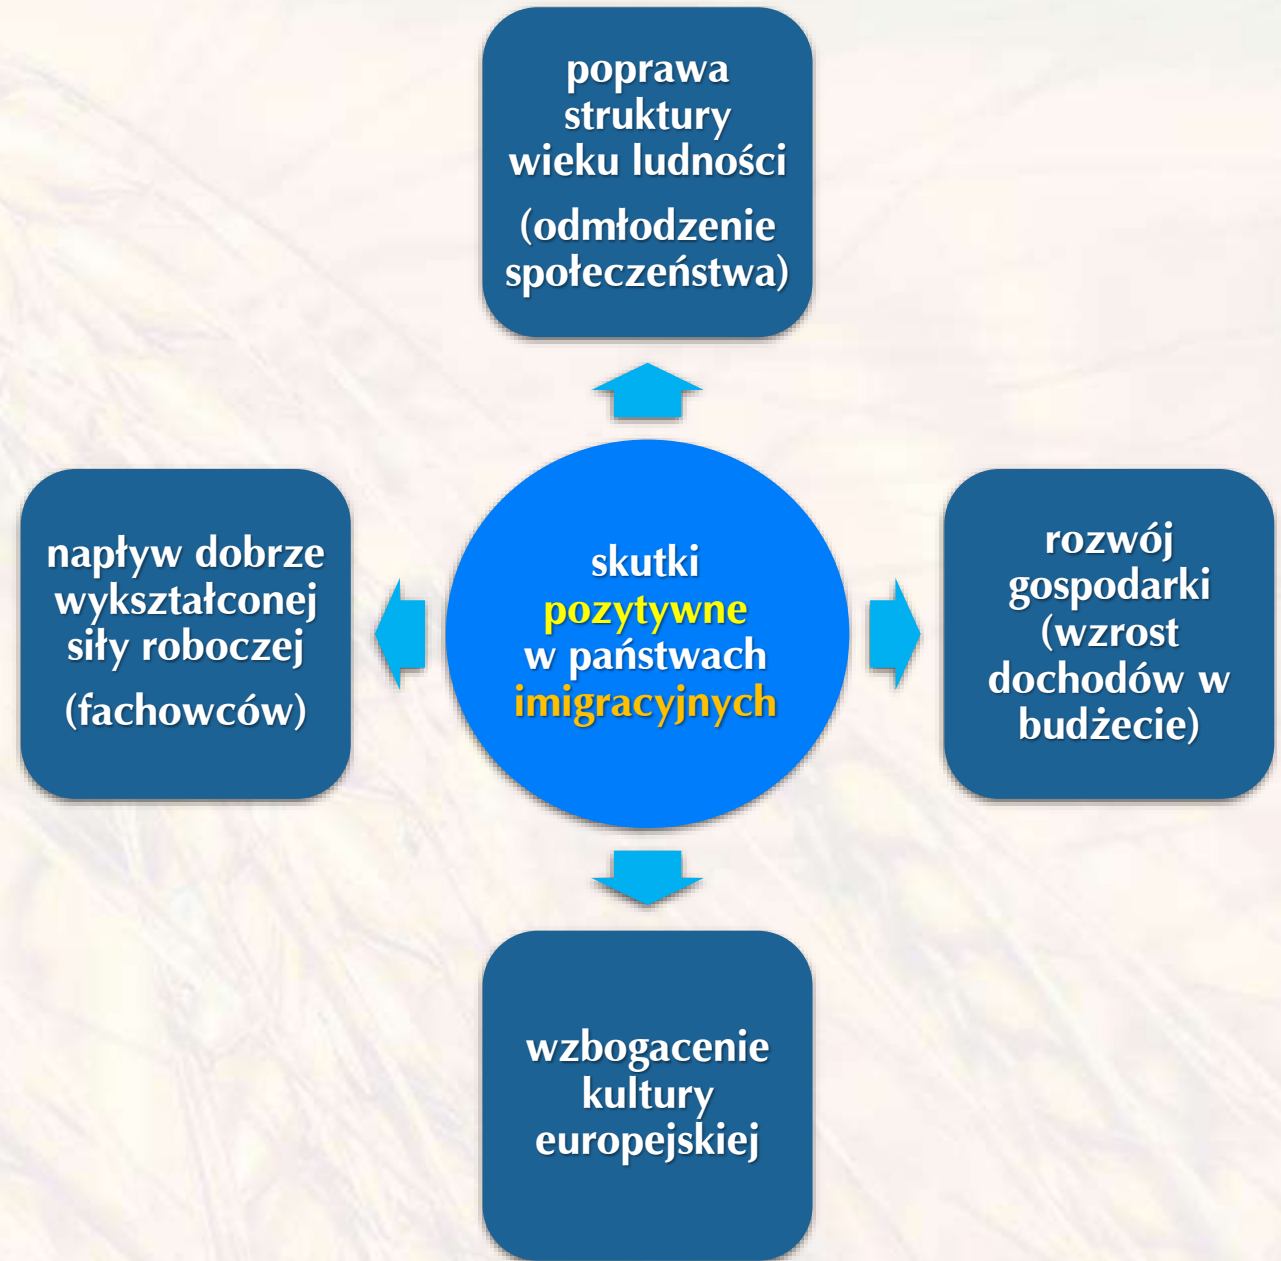 poprawa
struktury
wieku ludności
(odmłodzenie
społeczeństwa)
napływ dobrze
wykształconej
siły roboczej
(fachowców)
skutki
pozytywne
w państwach
imigracyjnych
rozwój
gospodarki
(wzrost
dochodów w
budżecie)
wzbogacenie
kultury
europejskiej